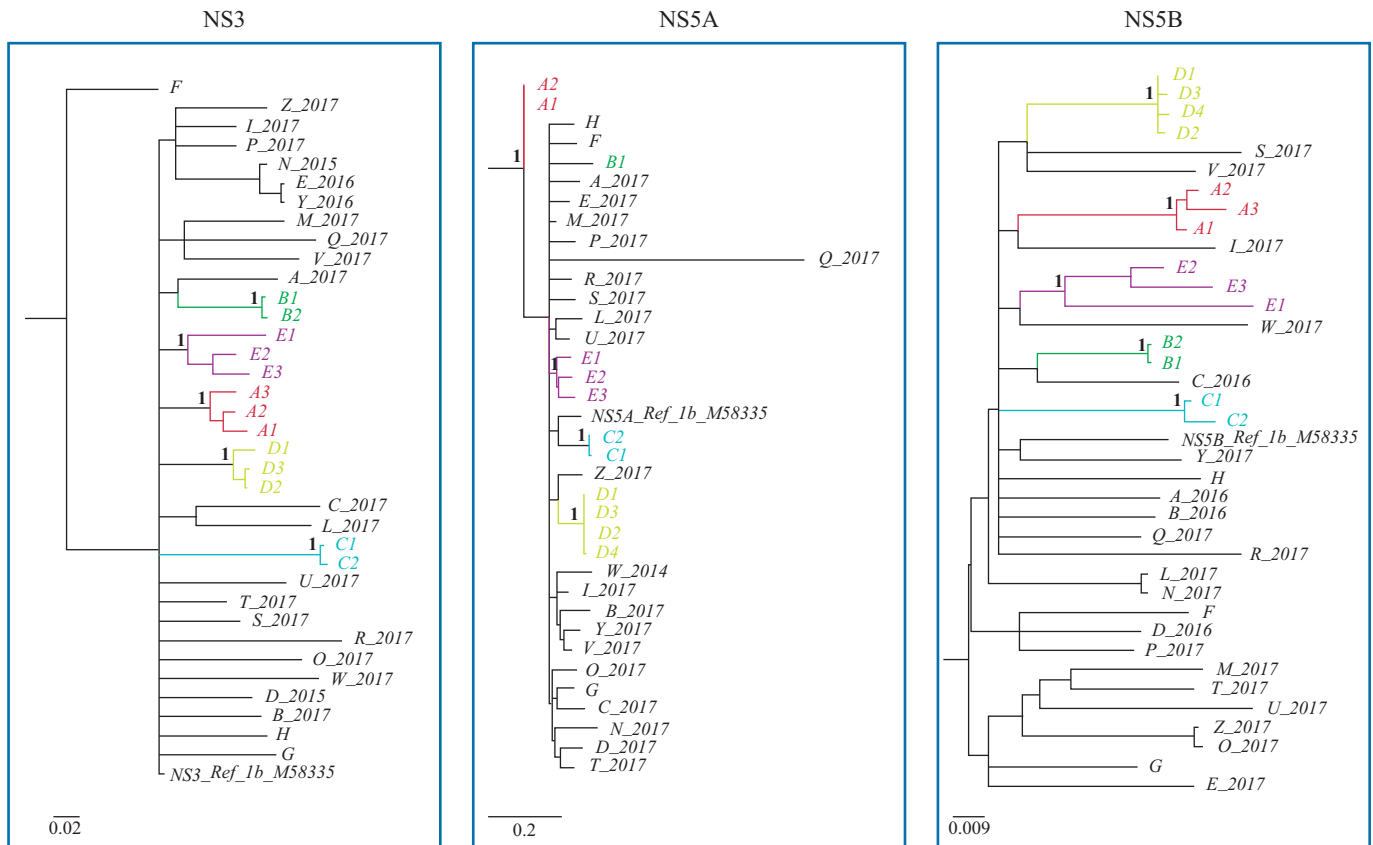 NS3
F
Z_2017
I_2017
P_2017
N_2015
E_2016
Y_2016
M_2017
Q_2017
V_2017
A_2017
1
B1
B2
1
E1
E2
E3
1
A3
A2
A1
1
D1
D3
D2
C_2017
L_2017
1
C1
C2
U_2017
T_2017
S_2017
R_2017
O_2017
W_2017
D_2015
B_2017
H
G
NS3_Ref_1b_M58335
0.02
NS5A
A2
A1
1
H
F
B1
A_2017
E_2017
M_2017
P_2017
Q_2017
R_2017
S_2017
L_2017
U_2017
1
E1
E2
E3
NS5A_Ref_1b_M58335
1
C2
C1
Z_2017
1
D1
D3
D2
D4
W_2014
I_2017
B_2017
Y_2017
V_2017
O_2017
G
C_2017
N_2017
D_2017
T_2017
0.2
NS5B
1
D1
D3
D4
D2
S_2017
V_2017
1
A2
A3
A1
I_2017
1
E2
E3
E1
W_2017
1
B2
B1
C_2016
1
C1
C2
NS5B_Ref_1b_M58335
Y_2017
H
A_2016
B_2016
Q_2017
R_2017
L_2017
N_2017
F
D_2016
P_2017
M_2017
T_2017
U_2017
Z_2017
O_2017
G
E_2017
0.009